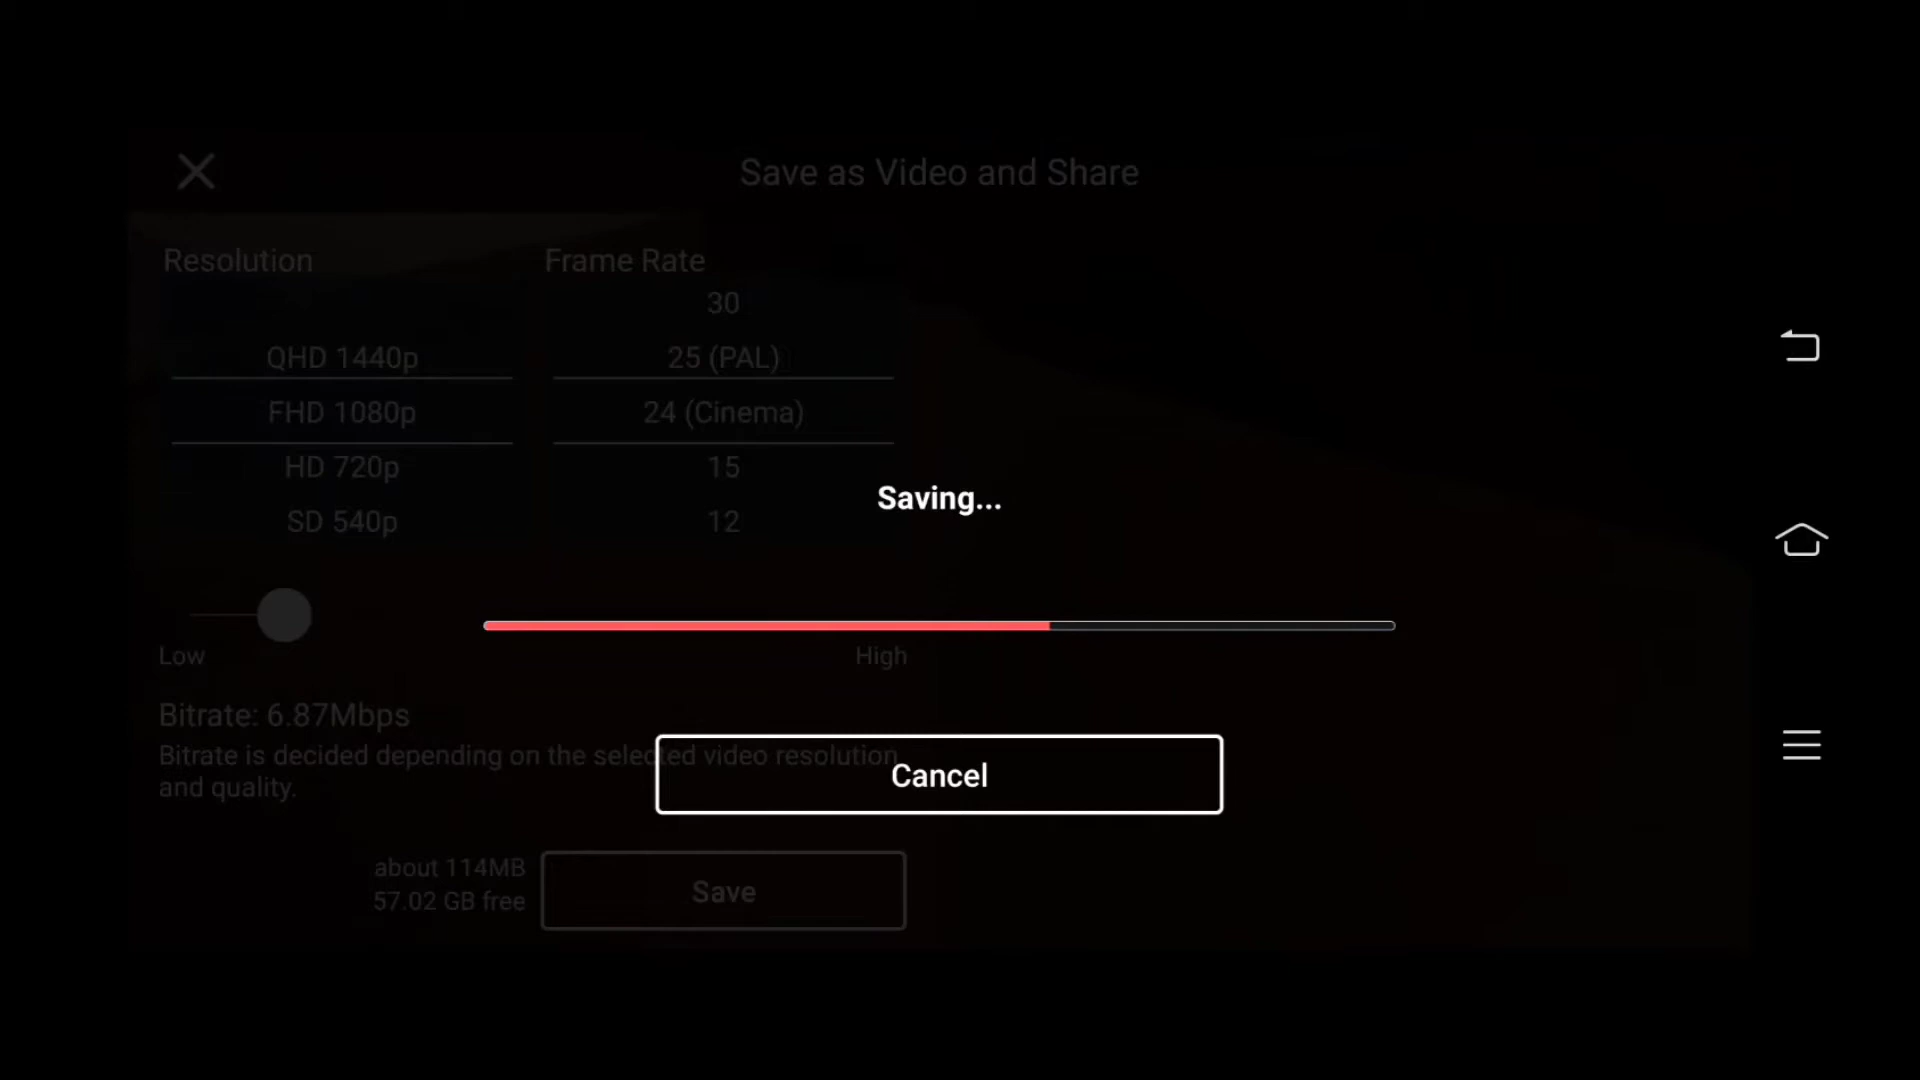 Save as Video and Share
Resolution
Frame Rate
30
QHD 1440p
25 (PAL)
FHD 1080p
24 (Cinema)
HD 720p
15
Saving...
SD 540p
12
Low
High
Bitrate: 6.87Mbps
Bitrate is decided depending on the selected video resolution
and quality.
Cancel
about 114MB
57.02 GB free
Save